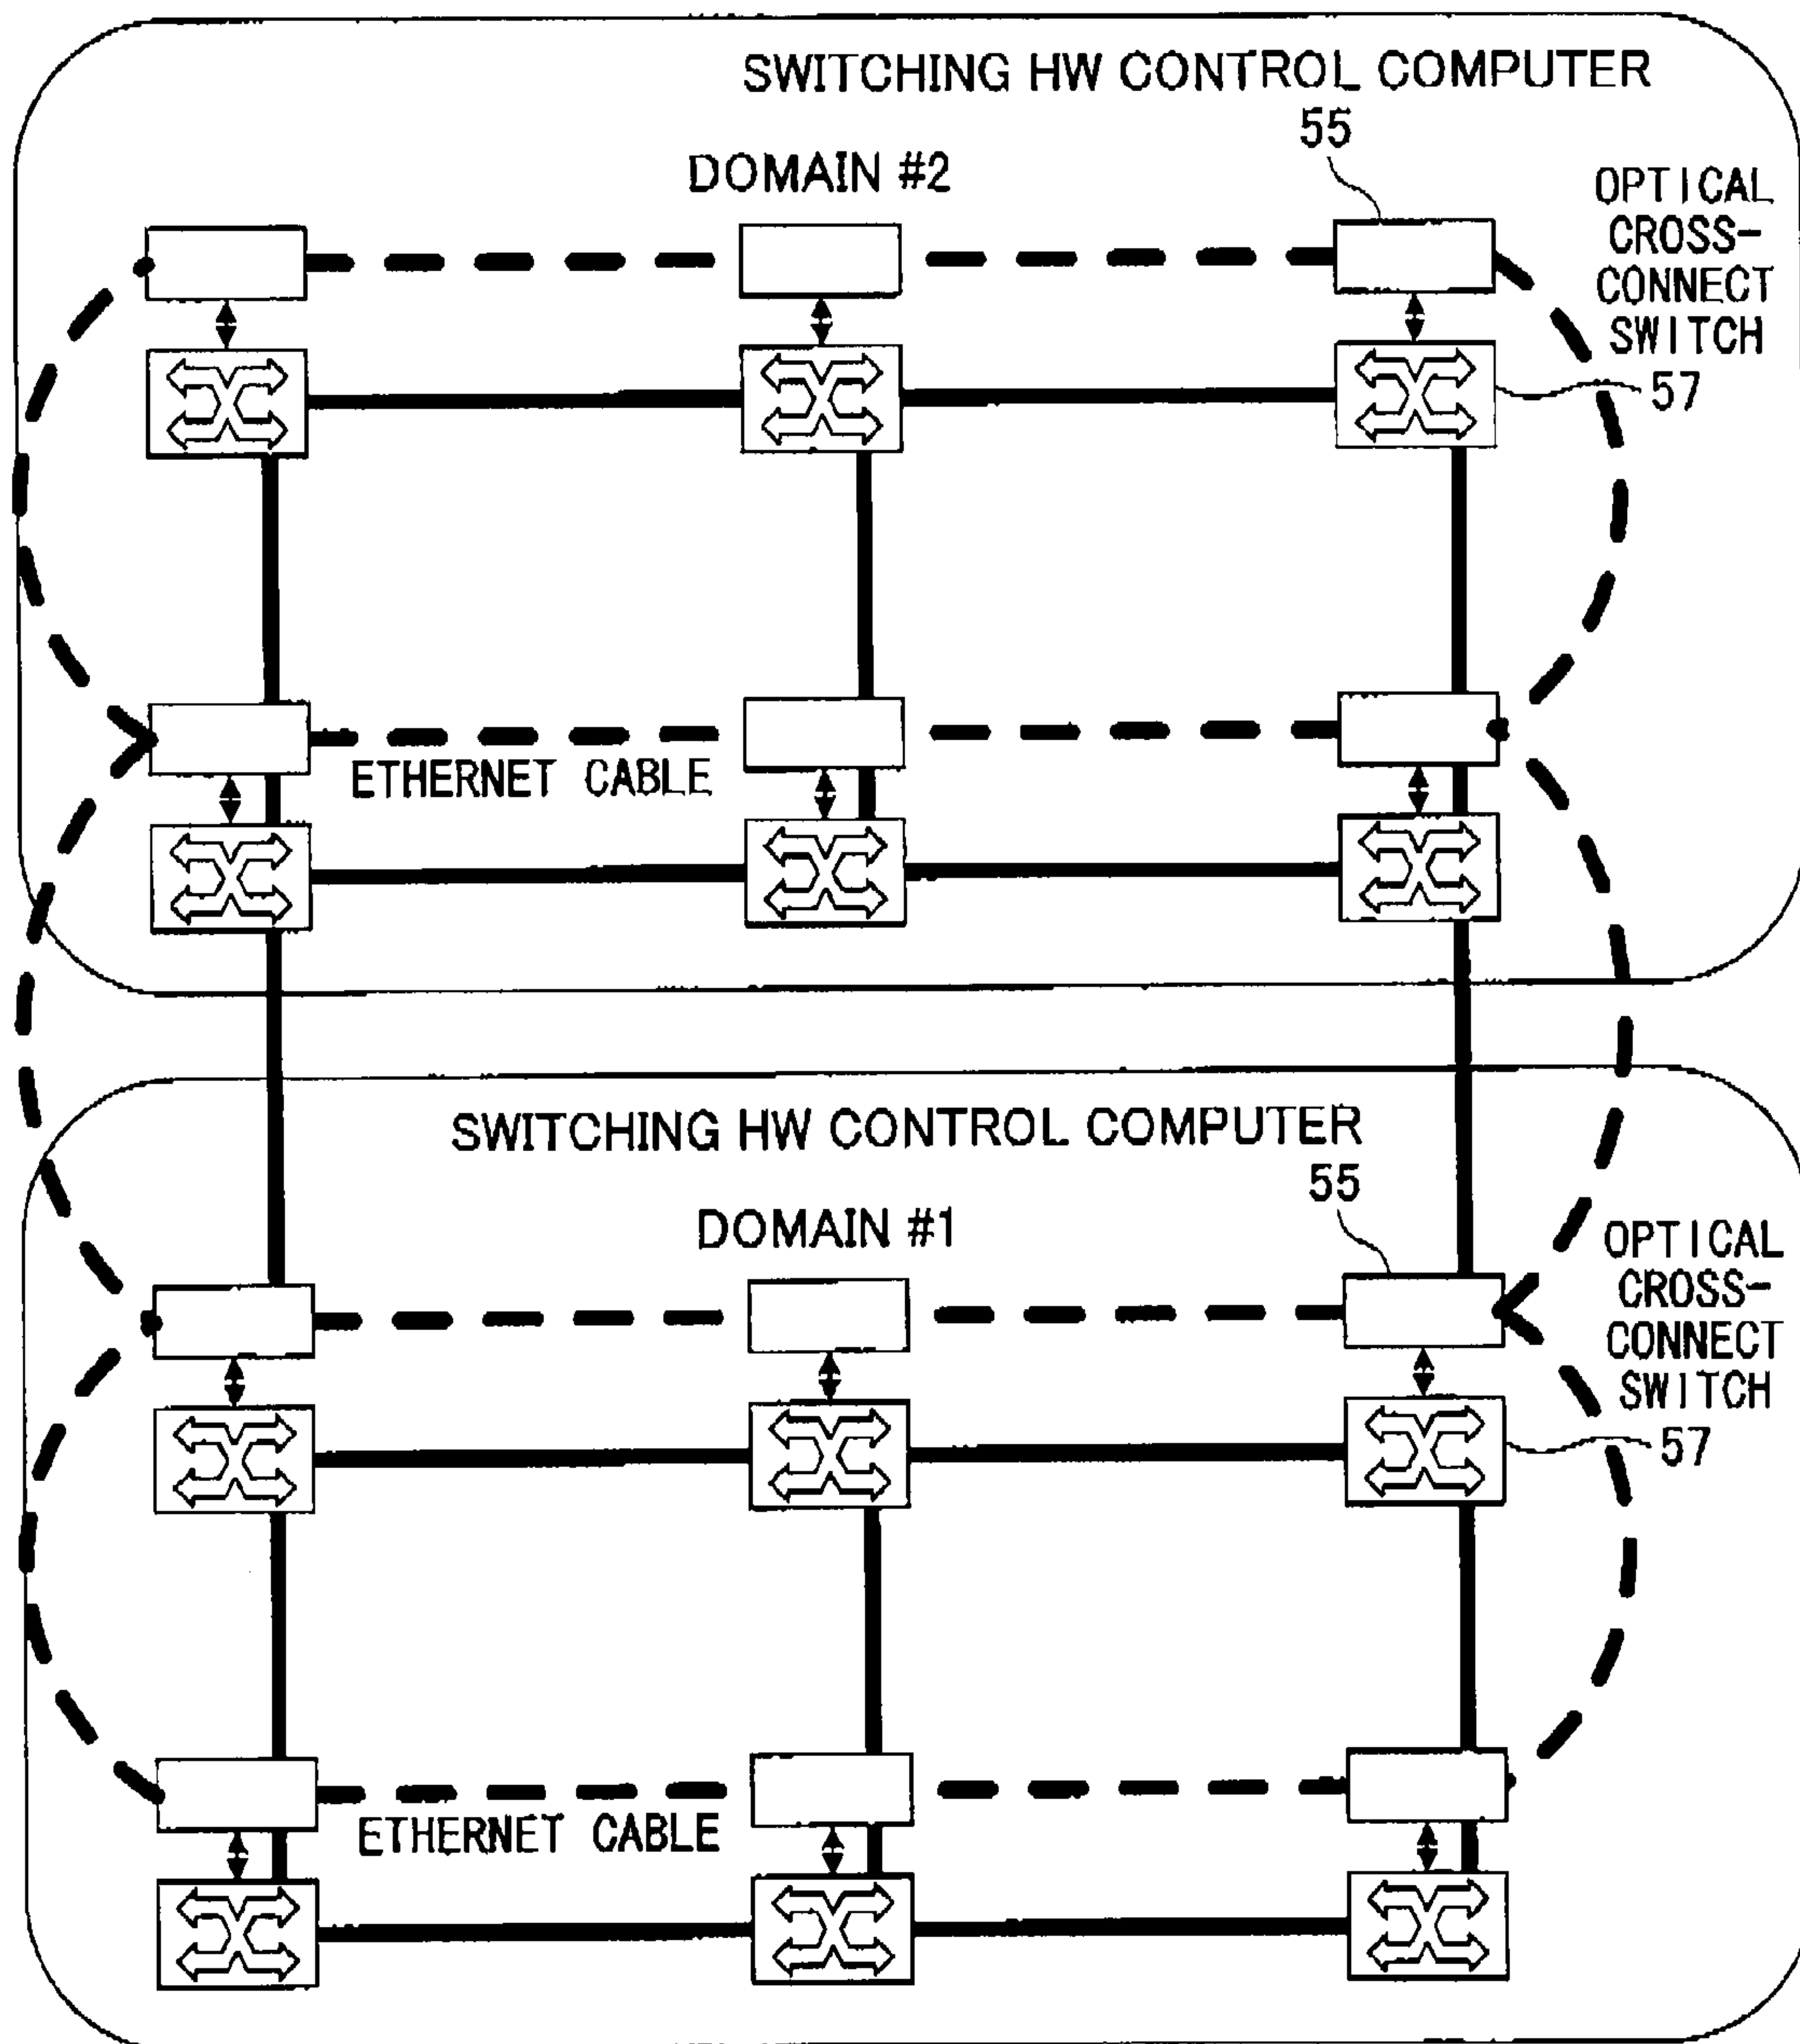 SWITCHING HW CONTROL COMPUTER
55
DOMAIN #2
OPTICAL
CROSS-
CONNECT
SWITCH
57
ETHERNET CABLE
SWITCHING HW CONTROL COMPUTER
55
DOMAIN #1
OPTICAL
CROSS-
CONNECT
SWITCH
57
ETHERNET CABLE